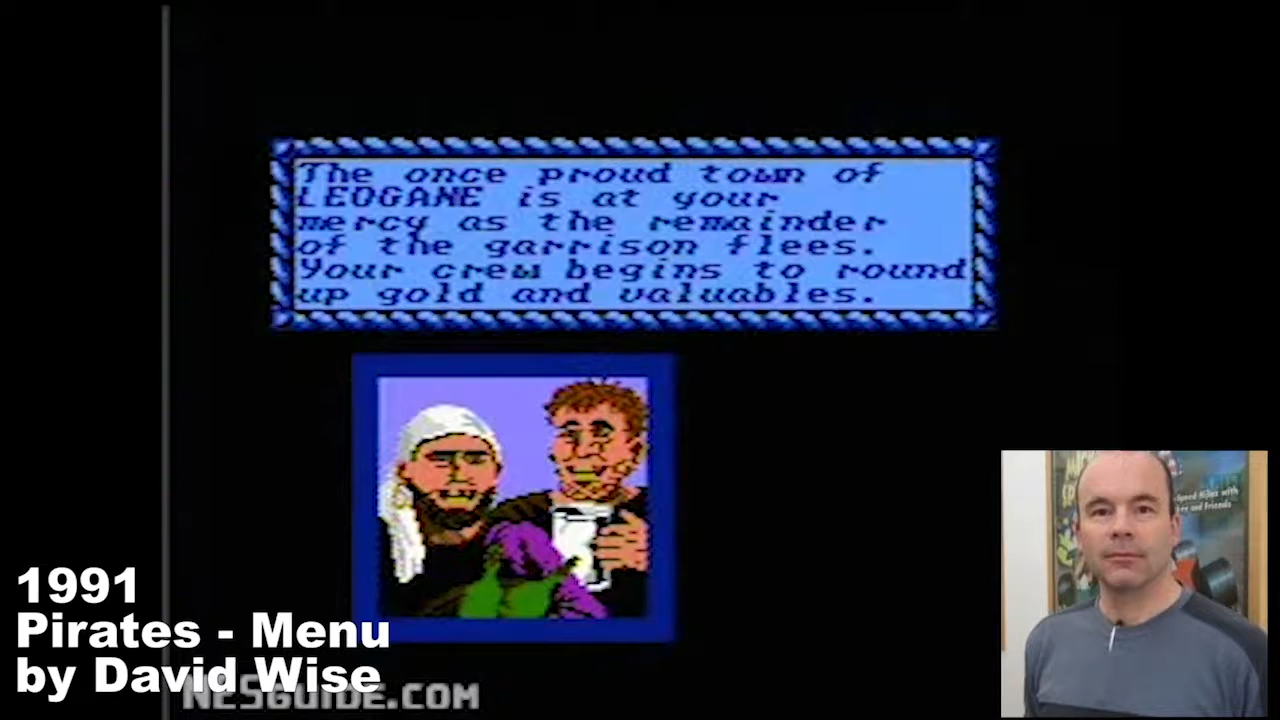 The once proud town of
LEOGANE is at your
mercy as the remainder
of the garrison flees.
Your crew begins to round
up gold and valuables.
1991
Pirates - Menu
by David Wise
NESGUIDE.COM